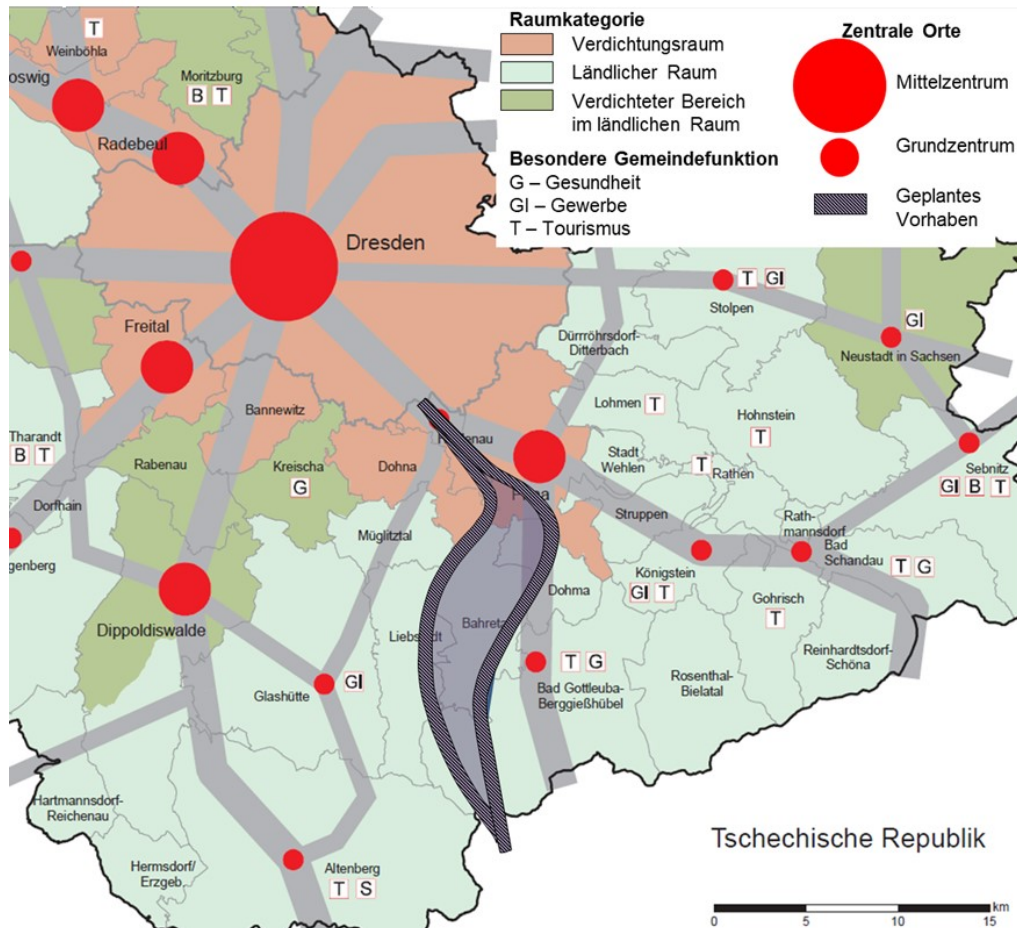 Raumkategorie
Verdichtungsraum
Ländlicher Raum
Verdichteter Bereich
im ländlichen Raum
Besondere Gemeindefunktion
G – Gesundheit
GI – Gewerbe
T – Tourismus
Zentrale Orte
Mittelzentrum
Grundzentrum
Geplantes
Vorhaben
T
Weinböhla
oswig
Moritzburg
B T
Radebeul
Dresden
Freital
T GI
Stolpen
GI
Neustadt in Sachsen
Dürrröhrsdorf-
Ditterbach
Lohmen T
Hohnstein
T
Bannewitz
Tharandt
B T
Rabenau
Kreischa
G
Dohna
Stadt
Wehlen
T
Rathen
Sebnitz
GI B T
Dorfhain
Müglitztal
Struppen
Rath-
mannsdorf
Bad
Schandau
T G
genberg
Königstein
GI T
Gohrisch
T
Dohma
Dippoldiswalde
Reinhardtsdorf-
Schöna
Rosenthal-
Bielatal
T G
Bad Gottleuba-
Berggießhübel
Glashütte
GI
Hartmannsdorf-
Reichenau
Hermsdorf/
Erzgeb.
Altenberg
T S
Tschechische Republik
km
0 5 10 15